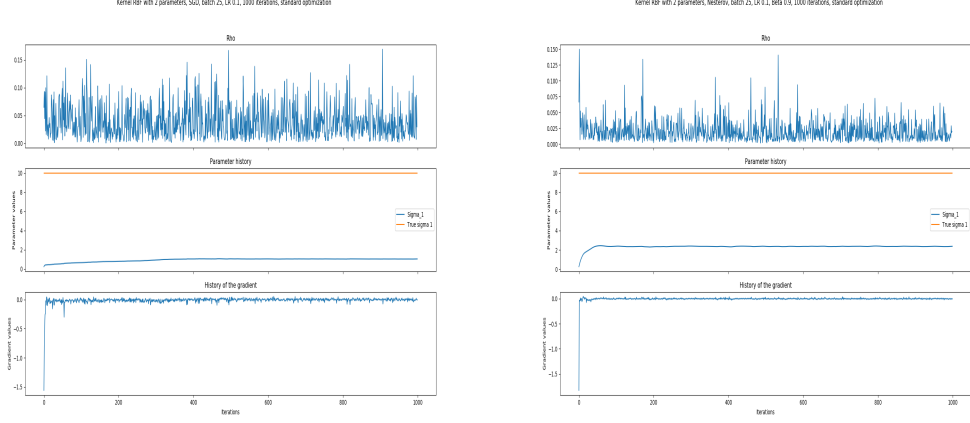 Kernel RBF with 2 parameters, SGD, batch 25, LR 0.1, 1000 iterations, standard optimization
Rho
0.15
0.10
0.05
0.00
Parameter history
10
8
6
4
2
0
Parameter values
Sigma_1
True sigma 1
History of the gradient
0.0
−0.5
−1.0
−1.5
Gradient values
0 200 400 600 800 1000
Iterations
Kernel RBF with 2 parameters, Nesterov, batch 25, LR 0.1, Beta 0.9, 1000 iterations, standard optimization
Rho
0.150
0.125
0.100
0.075
0.050
0.025
0.000
Parameter history
10
8
6
4
2
0
Parameter values
Sigma_1
True sigma 1
History of the gradient
0.0
−0.5
−1.0
−1.5
Gradient values
0 200 400 600 800 1000
Iterations